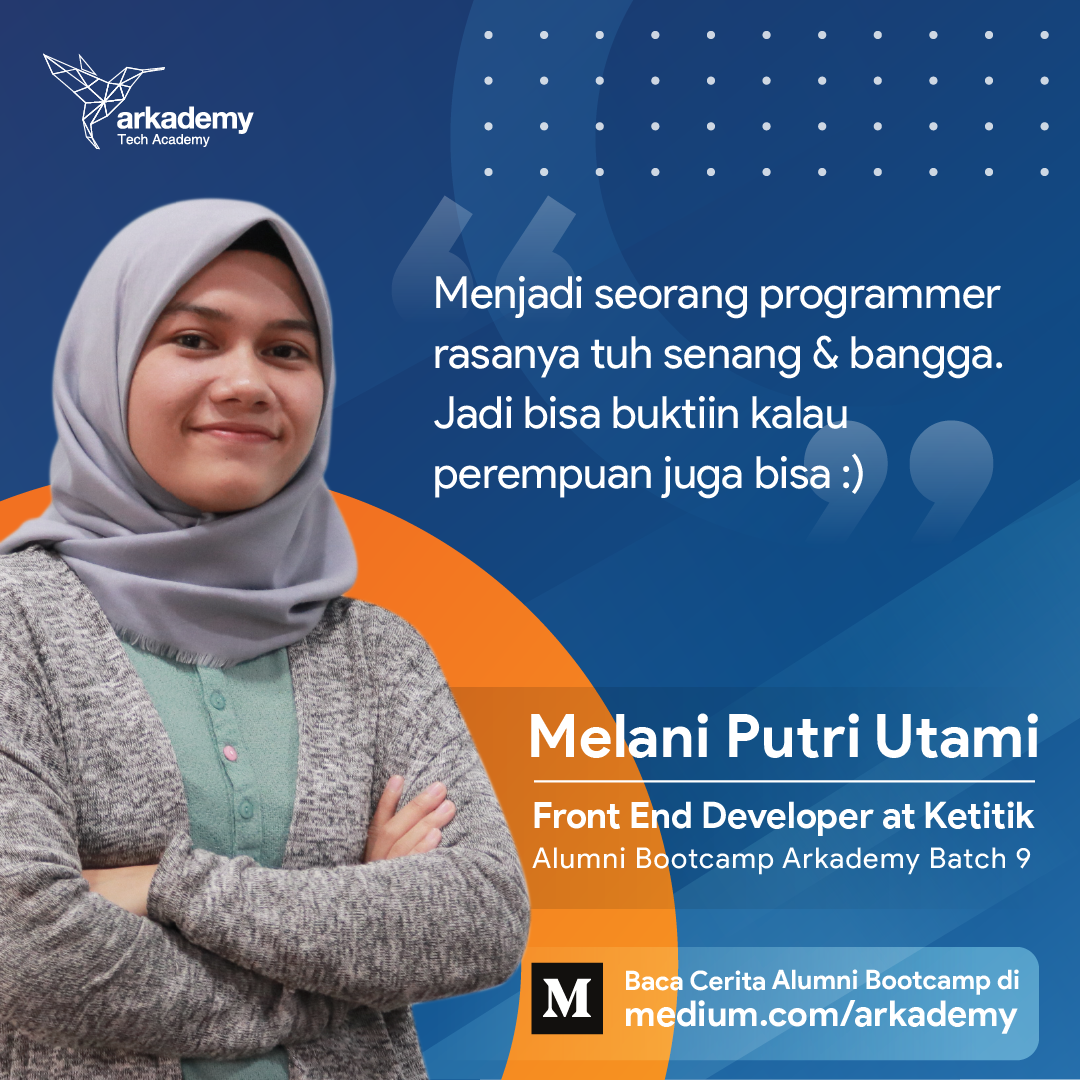 arkademy
Tech Academy
Menjadi seorang programmer
rasanya tuh senang & bangga.
Jadi bisa buktiin kalau
perempuan juga bisa :)
Melani Putri Utami
Front End Developer at Ketitik
Alumni Bootcamp Arkademy Batch 9
M
Baca Cerita Alumni Bootcamp di
medium.com/arkademy